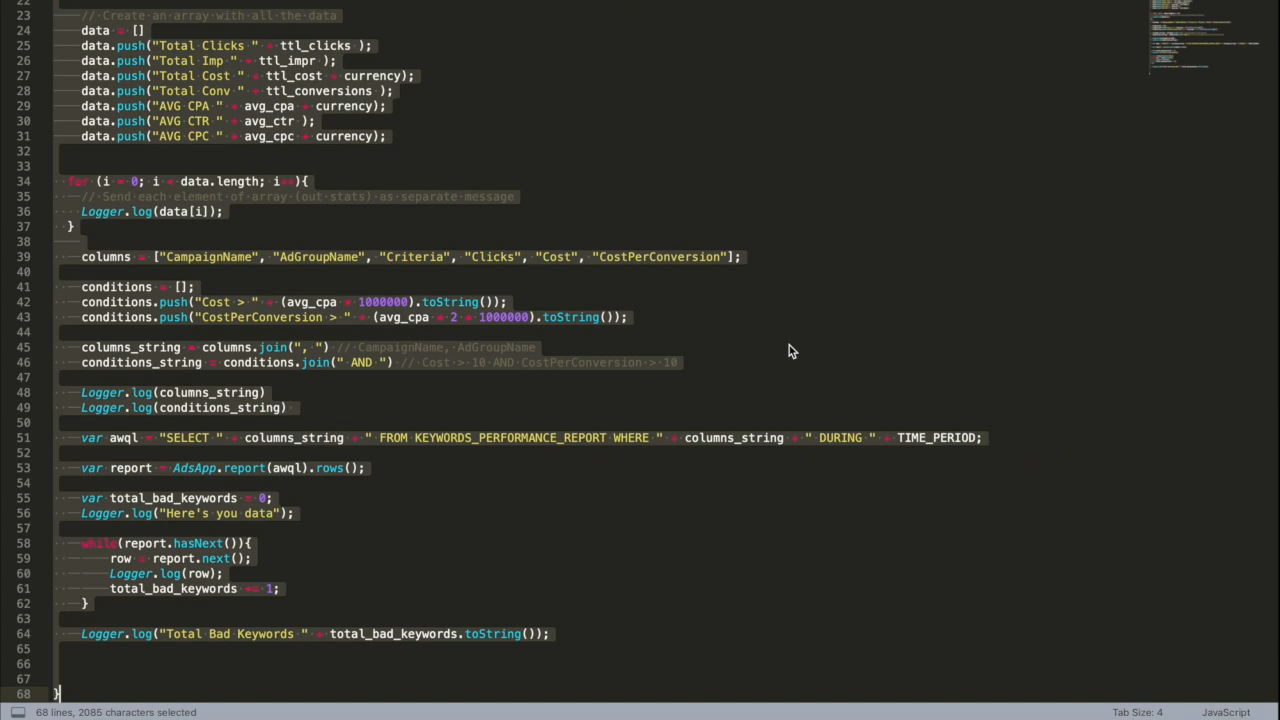 22
23 // Create an array with all the data
24 data = []
25 data.push("Total Clicks " + ttl_clicks );
26 data.push("Total Imp " + ttl_impr );
27 data.push("Total Cost " + ttl_cost + currency);
28 data.push("Total Conv " + ttl_conversions );
29 data.push("AVG CPA " + avg_cpa + currency);
30 data.push("AVG CTR " + avg_ctr );
31 data.push("AVG CPC " + avg_cpc + currency);
32
33
34 for (i = 0; i < data.length; i++){
35 // Send each element of array (out stats) as separate message
36 Logger.log(data[i]);
37 }
38
39 columns = ["CampaignName", "AdGroupName", "Criteria", "Clicks", "Cost", "CostPerConversion"];
40
41 conditions = [];
42 conditions.push("Cost > " + (avg_cpa * 1000000).toString());
43 conditions.push("CostPerConversion > " + (avg_cpa * 2 * 1000000).toString());
44
45 columns_string = columns.join(", ") // CampaignName, AdGroupName
46 conditions_string = conditions.join(" AND ") // Cost > 10 AND CostPerConversion > 10
47
48 Logger.log(columns_string)
49 Logger.log(conditions_string)
50
51 var awql = "SELECT " + columns_string + " FROM KEYWORDS_PERFORMANCE_REPORT WHERE " + columns_string + " DURING " + TIME_PERIOD;
52
53 var report = AdsApp.report(awql).rows();
54
55 var total_bad_keywords = 0;
56 Logger.log("Here's you data");
57
58 while(report.hasNext()){
59 row = report.next();
60 Logger.log(row);
61 total_bad_keywords += 1;
62 }
63
64 Logger.log("Total Bad Keywords " + total_bad_keywords.toString());
65
66
67
68 }
68 lines, 2085 characters selected Tab Size: 4 JavaScript